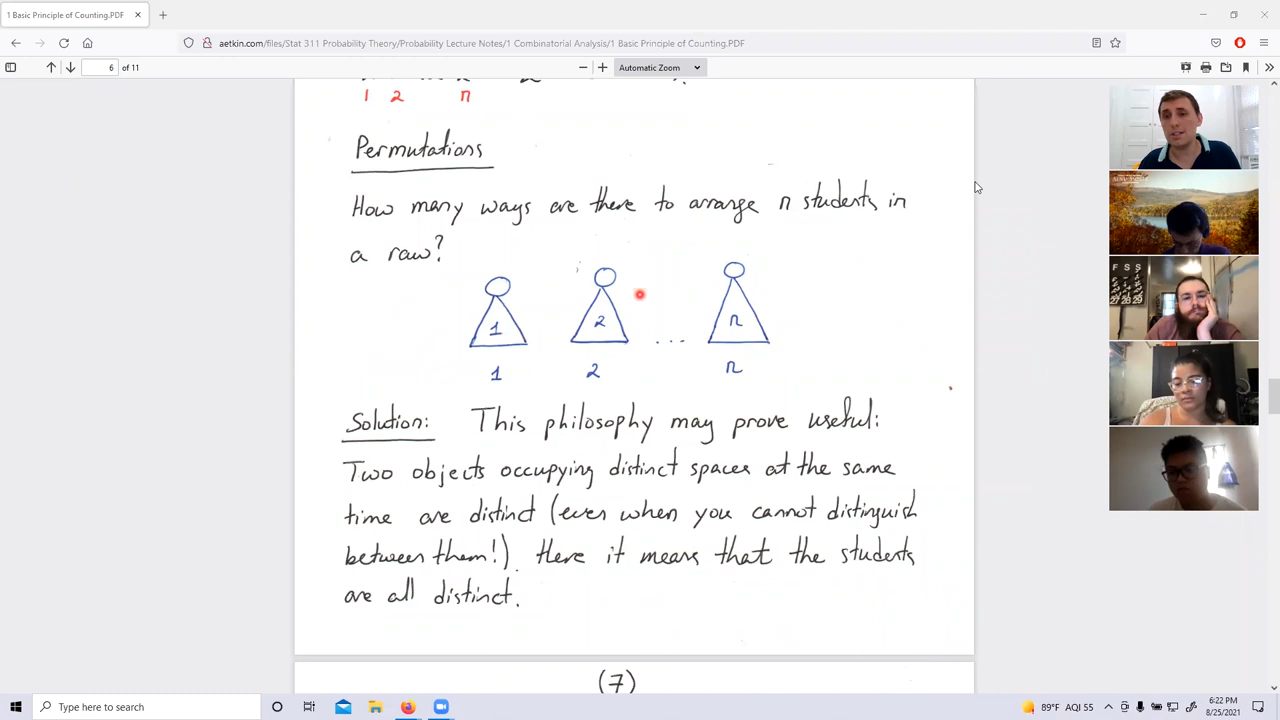 1 Basic Principle of Counting.PDF
aetkin.com/files/Stat 311 Probability Theory/Probability Lecture Notes/1 Combinatorial Analysis/1 Basic Principle of Counting.PDF
6 of 11
Automatic Zoom
1 2 n
Permutations
How many ways are there to arrange n students in
a raw?
1 2 n
... 
1 2 n
Solution: This philosophy may prove useful:
Two objects occupying distinct spaces at the same
time are distinct (even when you cannot distinguish
between them!). Here it means that the students
are all distinct.
(7)
F S S
Type here to search
89°F AQI 55
6:22 PM
8/25/2021